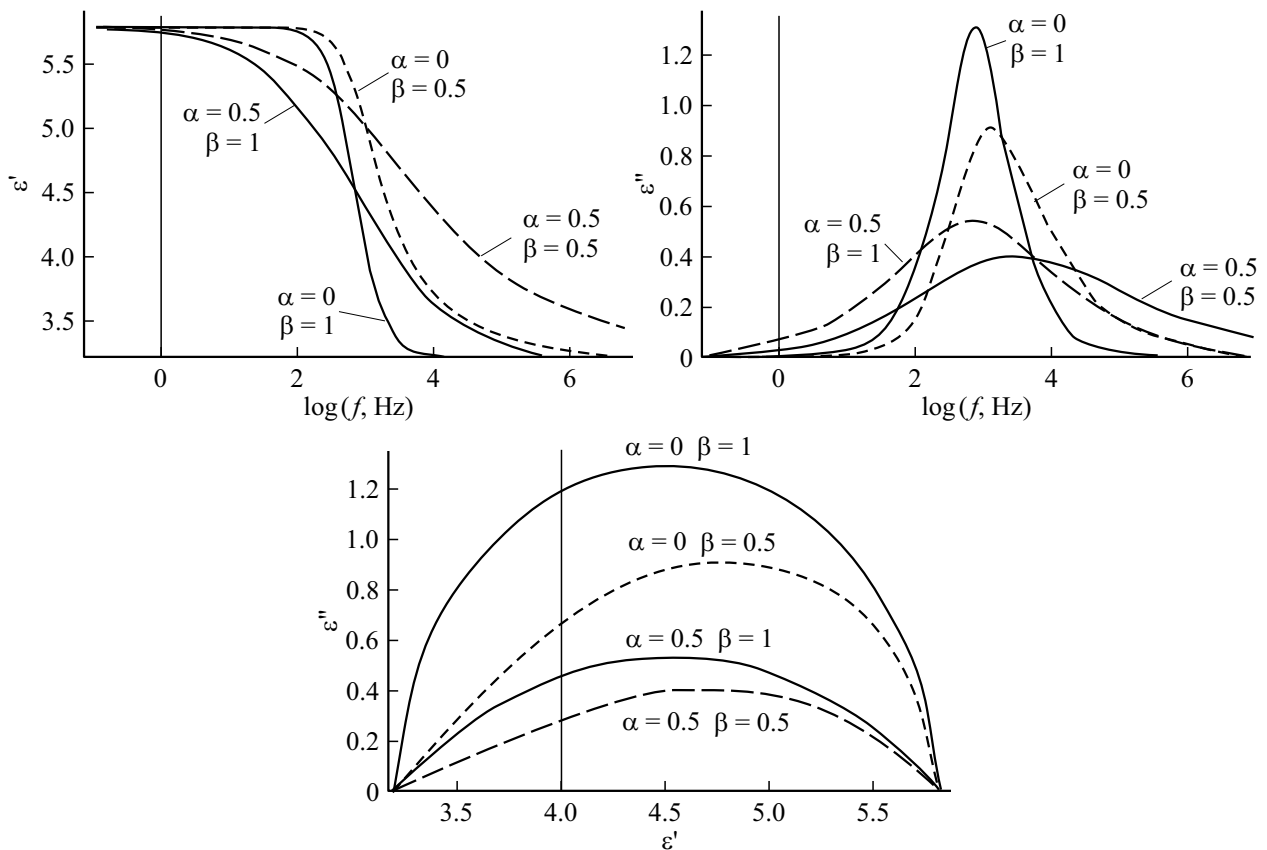 5.5
5.0
4.5
4.0
3.5
ε'
α = 0
β = 0.5
α = 0.5
β = 1
α = 0.5
β = 0.5
α = 0
β = 1
0 2 4 6
log (f, Hz)
1.2
1.0
0.8
0.6
0.4
0.2
0
ε''
α = 0
β = 1
α = 0
β = 0.5
α = 0.5
β = 1
α = 0.5
β = 0.5
0 2 4 6
log (f, Hz)
1.2
1.0
0.8
0.6
0.4
0.2
0
ε''
α = 0 β = 1
α = 0 β = 0.5
α = 0.5 β = 1
α = 0.5 β = 0.5
3.5 4.0 4.5 5.0 5.5
ε'